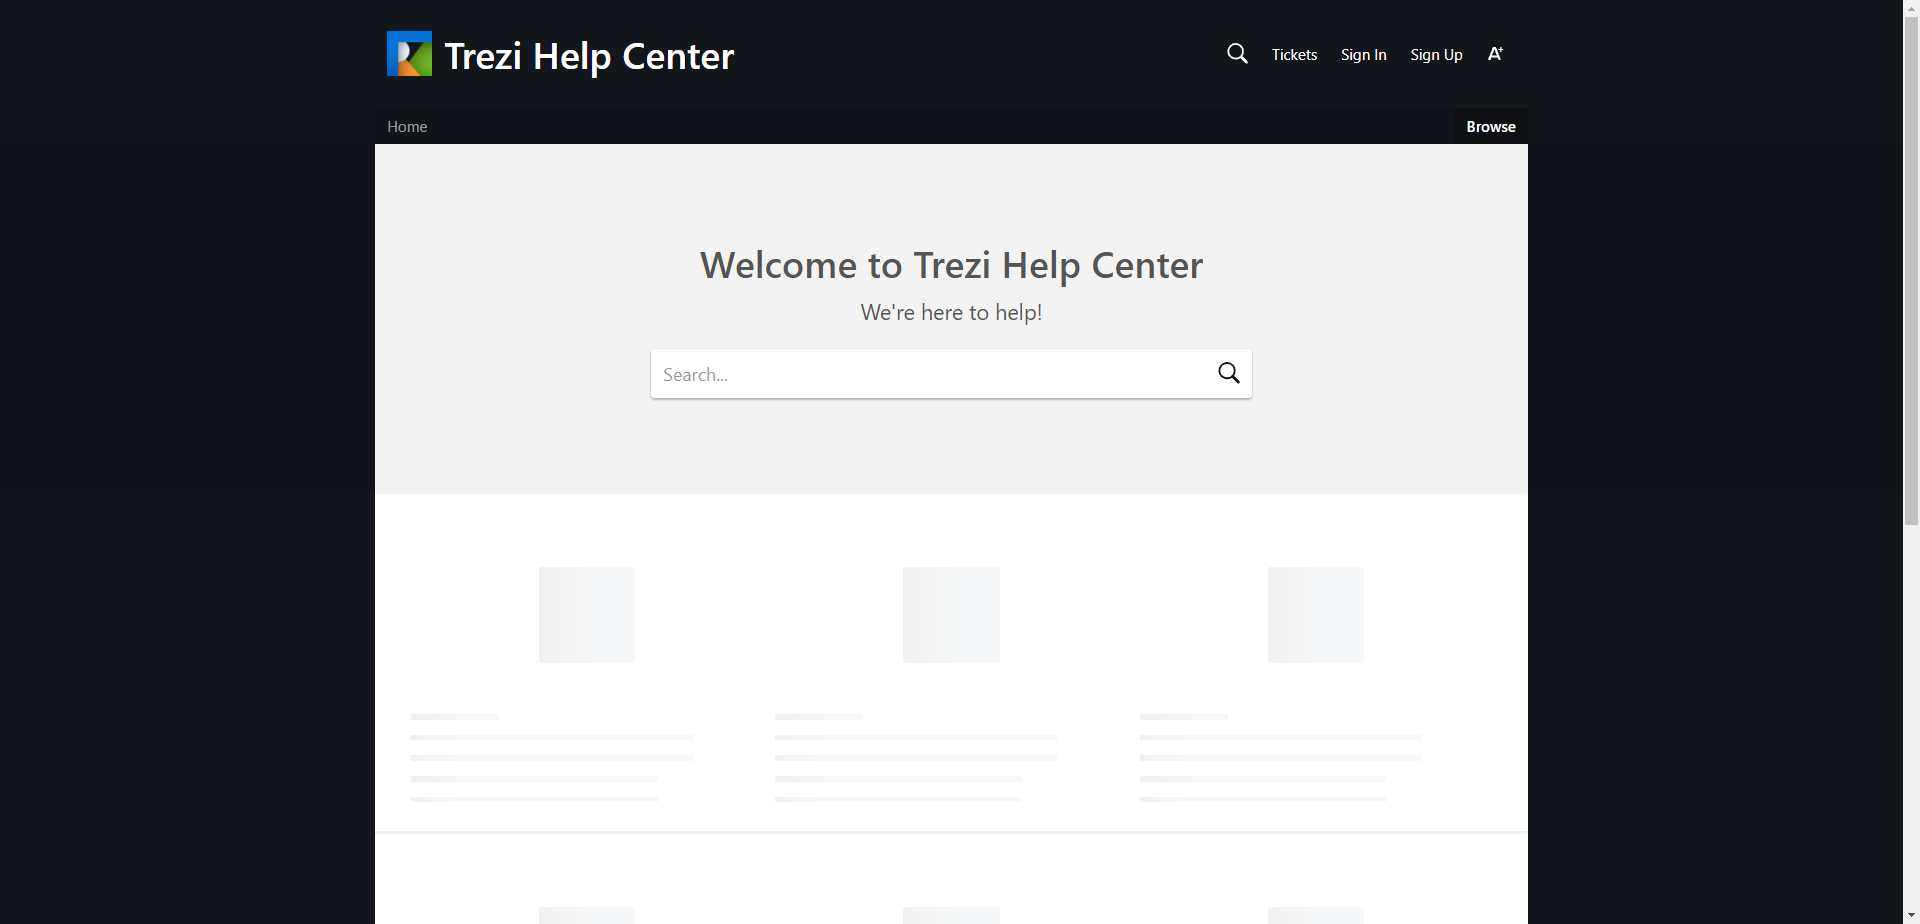 Trezi Help Center
Tickets
Sign In
Sign Up
A+
Home
Browse
Welcome to Trezi Help Center
We're here to help!
Search...